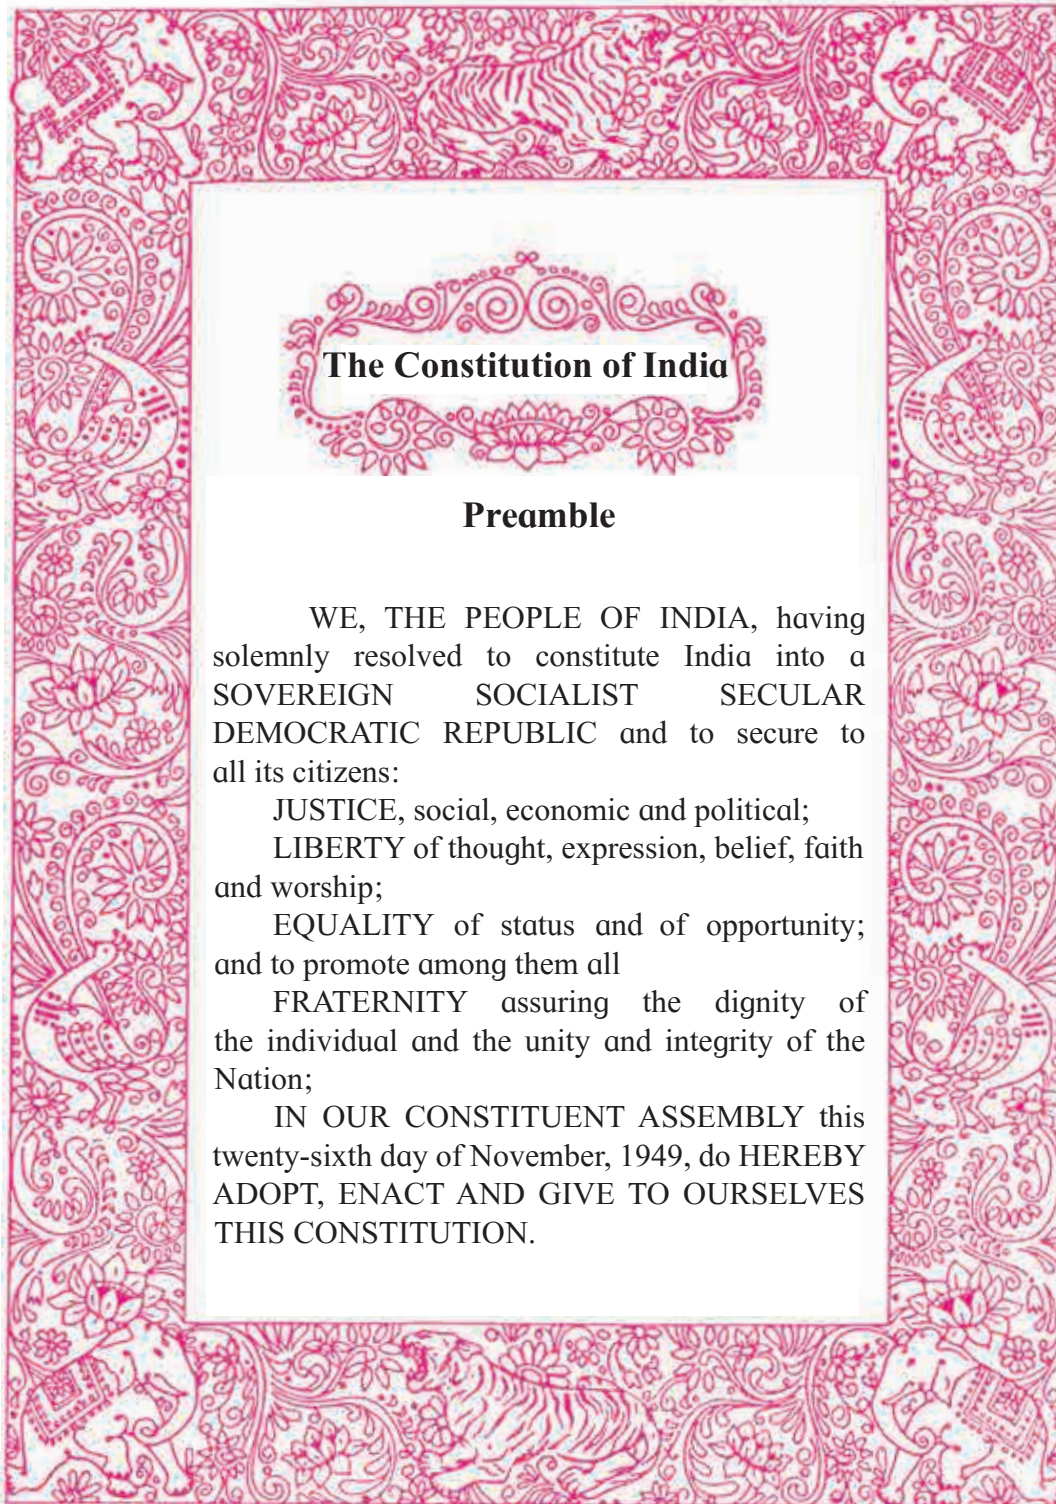 The Constitution of India
Preamble
WE, THE PEOPLE OF INDIA, having
solemnly resolved to constitute India into a
SOVEREIGN SOCIALIST SECULAR
DEMOCRATIC REPUBLIC and to secure to
all its citizens:
JUSTICE, social, economic and political;
LIBERTY of thought, expression, belief, faith
and worship;
EQUALITY of status and of opportunity;
and to promote among them all
FRATERNITY assuring the dignity of
the individual and the unity and integrity of the
Nation;
IN OUR CONSTITUENT ASSEMBLY this
twenty-sixth day of November, 1949, do HEREBY
ADOPT, ENACT AND GIVE TO OURSELVES
THIS CONSTITUTION.